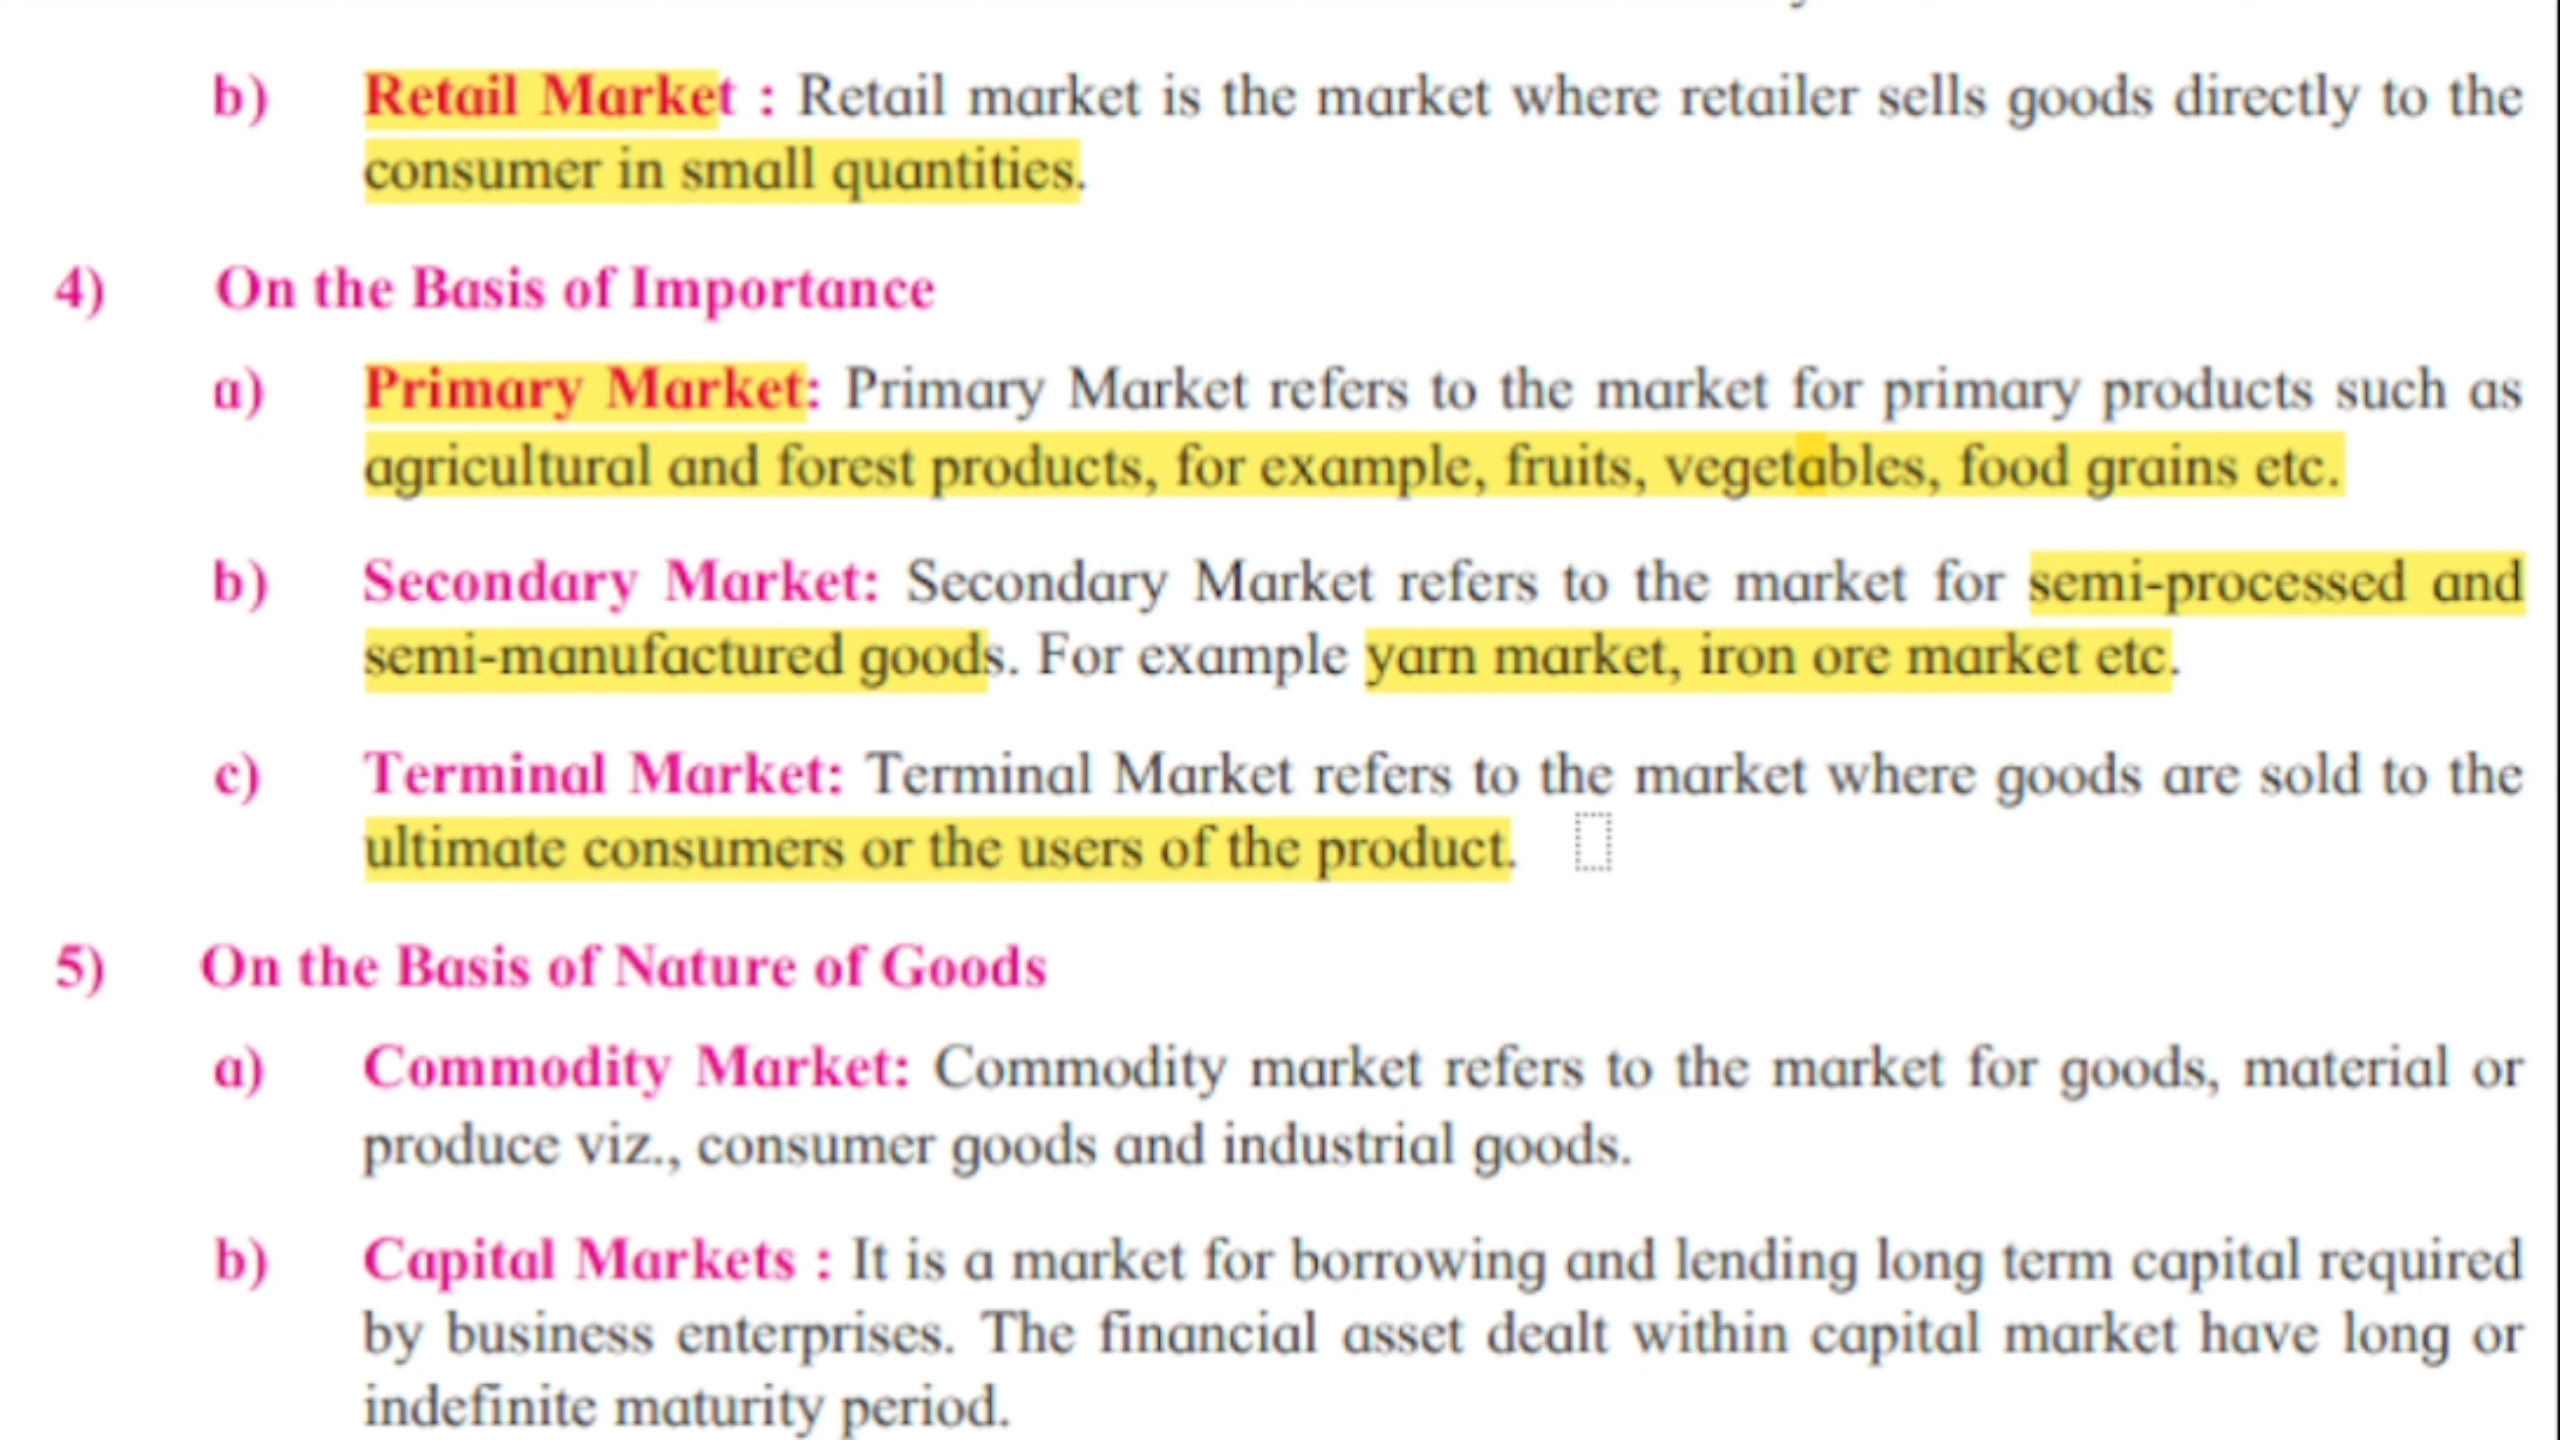 b) Retail Market : Retail market is the market where retailer sells goods directly to the
consumer in small quantities.
4) On the Basis of Importance
a) Primary Market: Primary Market refers to the market for primary products such as
agricultural and forest products, for example, fruits, vegetables, food grains etc.
b) Secondary Market: Secondary Market refers to the market for semi-processed and
semi-manufactured goods. For example yarn market, iron ore market etc.
c) Terminal Market: Terminal Market refers to the market where goods are sold to the
ultimate consumers or the users of the product.
5) On the Basis of Nature of Goods
a) Commodity Market: Commodity market refers to the market for goods, material or
produce viz., consumer goods and industrial goods.
b) Capital Markets : It is a market for borrowing and lending long term capital required
by business enterprises. The financial asset dealt within capital market have long or
indefinite maturity period.